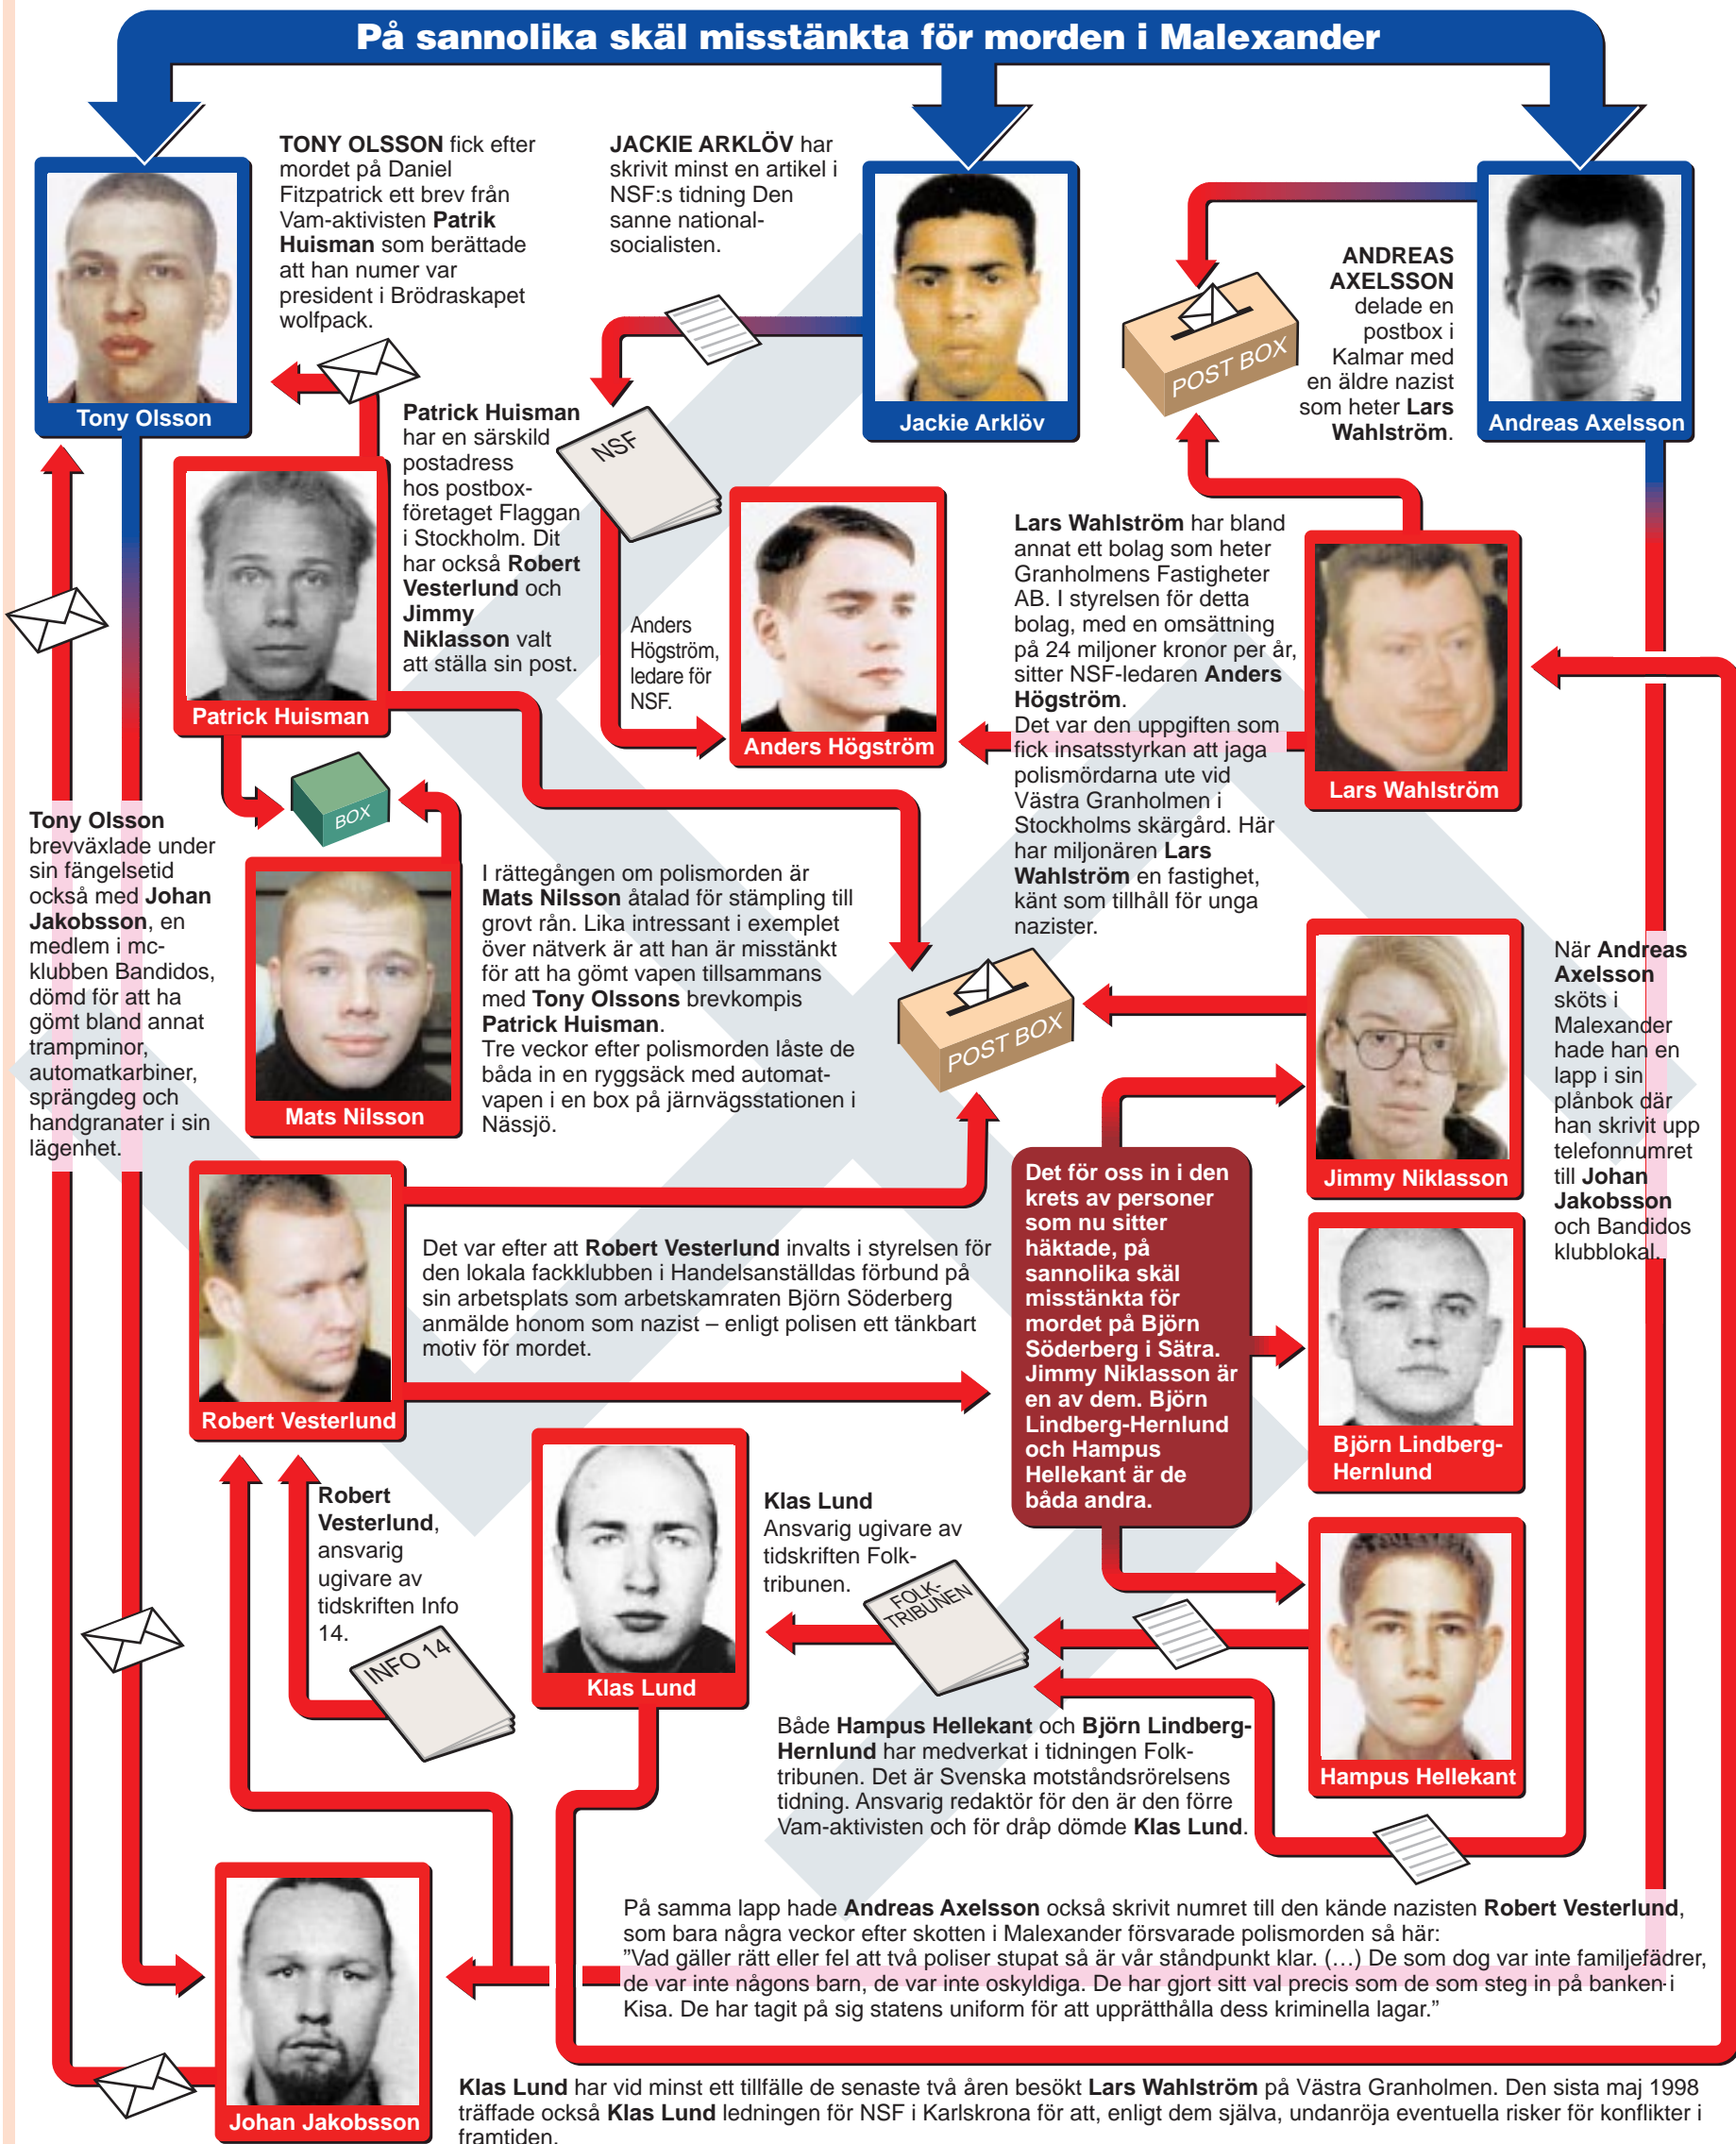 På sannolika skäl misstänkta för morden i Malexander
TONY OLSSON fick efter
mordet på Daniel
Fitzpatrick ett brev från
Vam-aktivisten Patrik
Huisman som berättade
att han numer var
president i Brödraskapet
wolfpack.
JACKIE ARKLÖV har
skrivit minst en artikel i
NSF:s tidning Den
sanne national-
socialisten.
ANDREAS
AXELSSON
delade en
postbox i
Kalmar med
en äldre nazist
som heter Lars
Wahlström.
POST BOX
Tony Olsson
Jackie Arklöv
Andreas Axelsson
Patrick Huisman
har en särskild
postadress
hos postbox-
företaget Flaggan
i Stockholm. Dit
har också Robert
Vesterlund och
Jimmy
Niklasson valt
att ställa sin post.
NSF
Patrick Huisman
Anders
Högström,
ledare för
NSF.
Anders Högström
Lars Wahlström har bland
annat ett bolag som heter
Granholmens Fastigheter
AB. I styrelsen för detta
bolag, med en omsättning
på 24 miljoner kronor per år,
sitter NSF-ledaren Anders
Högström.
Det var den uppgiften som
fick insatsstyrkan att jaga
polismördarna ute vid
Västra Granholmen i
Stockholms skärgård. Här
har miljonären Lars
Wahlström en fastighet,
känt som tillhåll för unga
nazister.
Lars Wahlström
BOX
Tony Olsson
brevväxlade under
sin fängelsetid
också med Johan
Jakobsson, en
medlem i mc-
klubben Bandidos,
dömd för att ha
gömt bland annat
trampminor,
automatkarbiner,
sprängdeg och
handgranater i sin
lägenhet.
Mats Nilsson
I rättegången om polismorden är
Mats Nilsson åtalad för stämpling till
grovt rån. Lika intressant i exemplet
över nätverk är att han är misstänkt
för att ha gömt vapen tillsammans
med Tony Olssons brevkompis
Patrick Huisman.
Tre veckor efter polismorden låste de
båda in en ryggsäck med automat-
vapen i en box på järnvägsstationen i
Nässjö.
POST BOX
Jimmy Niklasson
När Andreas
Axelsson
sköts i
Malexander
hade han en
lapp i sin
plånbok där
han skrivit upp
telefonnumret
till Johan
Jakobsson
och Bandidos
klubblokal.
Robert Vesterlund
Det var efter att Robert Vesterlund invalts i styrelsen för
den lokala fackklubben i Handelsanställdas förbund på
sin arbetsplats som arbetskamraten Björn Söderberg
anmälde honom som nazist – enligt polisen ett tänkbart
motiv för mordet.
Det för oss in i den
krets av personer
som nu sitter
häktade, på
sannolika skäl
misstänkta för
mordet på Björn
Söderberg i Sätra.
Jimmy Niklasson är
en av dem. Björn
Lindberg-Hernlund
och Hampus
Hellekant är de
båda andra.
Björn Lindberg-
Hernlund
Robert
Vesterlund,
ansvarig
ugivare av
tidskriften Info
14.
INFO 14
Klas Lund
Klas Lund
Ansvarig ugivare av
tidskriften Folk-
tribunen.
FOLK-
TRIBUNEN
Hampus Hellekant
Både Hampus Hellekant och Björn Lindberg-
Hernlund har medverkat i tidningen Folk-
tribunen. Det är Svenska motståndsrörelsens
tidning. Ansvarig redaktör för den är den förre
Vam-aktivisten och för dråp dömde Klas Lund.
På samma lapp hade Andreas Axelsson också skrivit numret till den kände nazisten Robert Vesterlund,
som bara några veckor efter skotten i Malexander försvarade polismorden så här:
”Vad gäller rätt eller fel att två poliser stupat så är vår ståndpunkt klar. (…) De som dog var inte familjefädrer,
de var inte någons barn, de var inte oskyldiga. De har gjort sitt val precis som de som steg in på banken i
Kisa. De har tagit på sig statens uniform för att upprätthålla dess kriminella lagar.”
Johan Jakobsson
Klas Lund har vid minst ett tillfälle de senaste två åren besökt Lars Wahlström på Västra Granholmen. Den sista maj 1998
träffade också Klas Lund ledningen för NSF i Karlskrona för att, enligt dem själva, undanröja eventuella risker för konflikter i
framtiden.